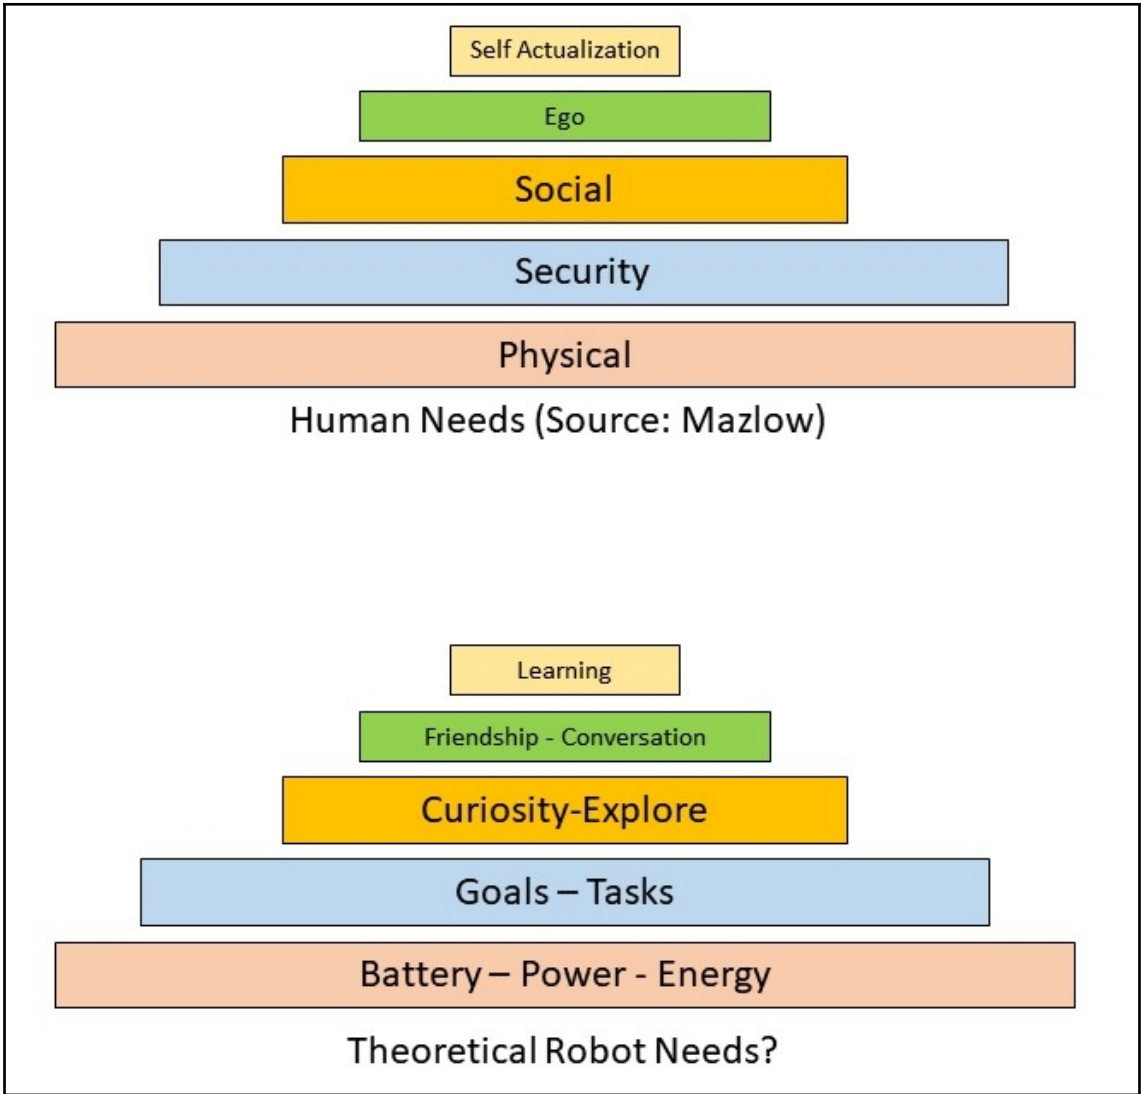 Self Actualization
Ego
Social
Security
Physical
Human Needs (Source: Mazlow)
Learning
Friendship - Conversation
Curiosity-Explore
Goals – Tasks
Battery – Power - Energy
Theoretical Robot Needs?